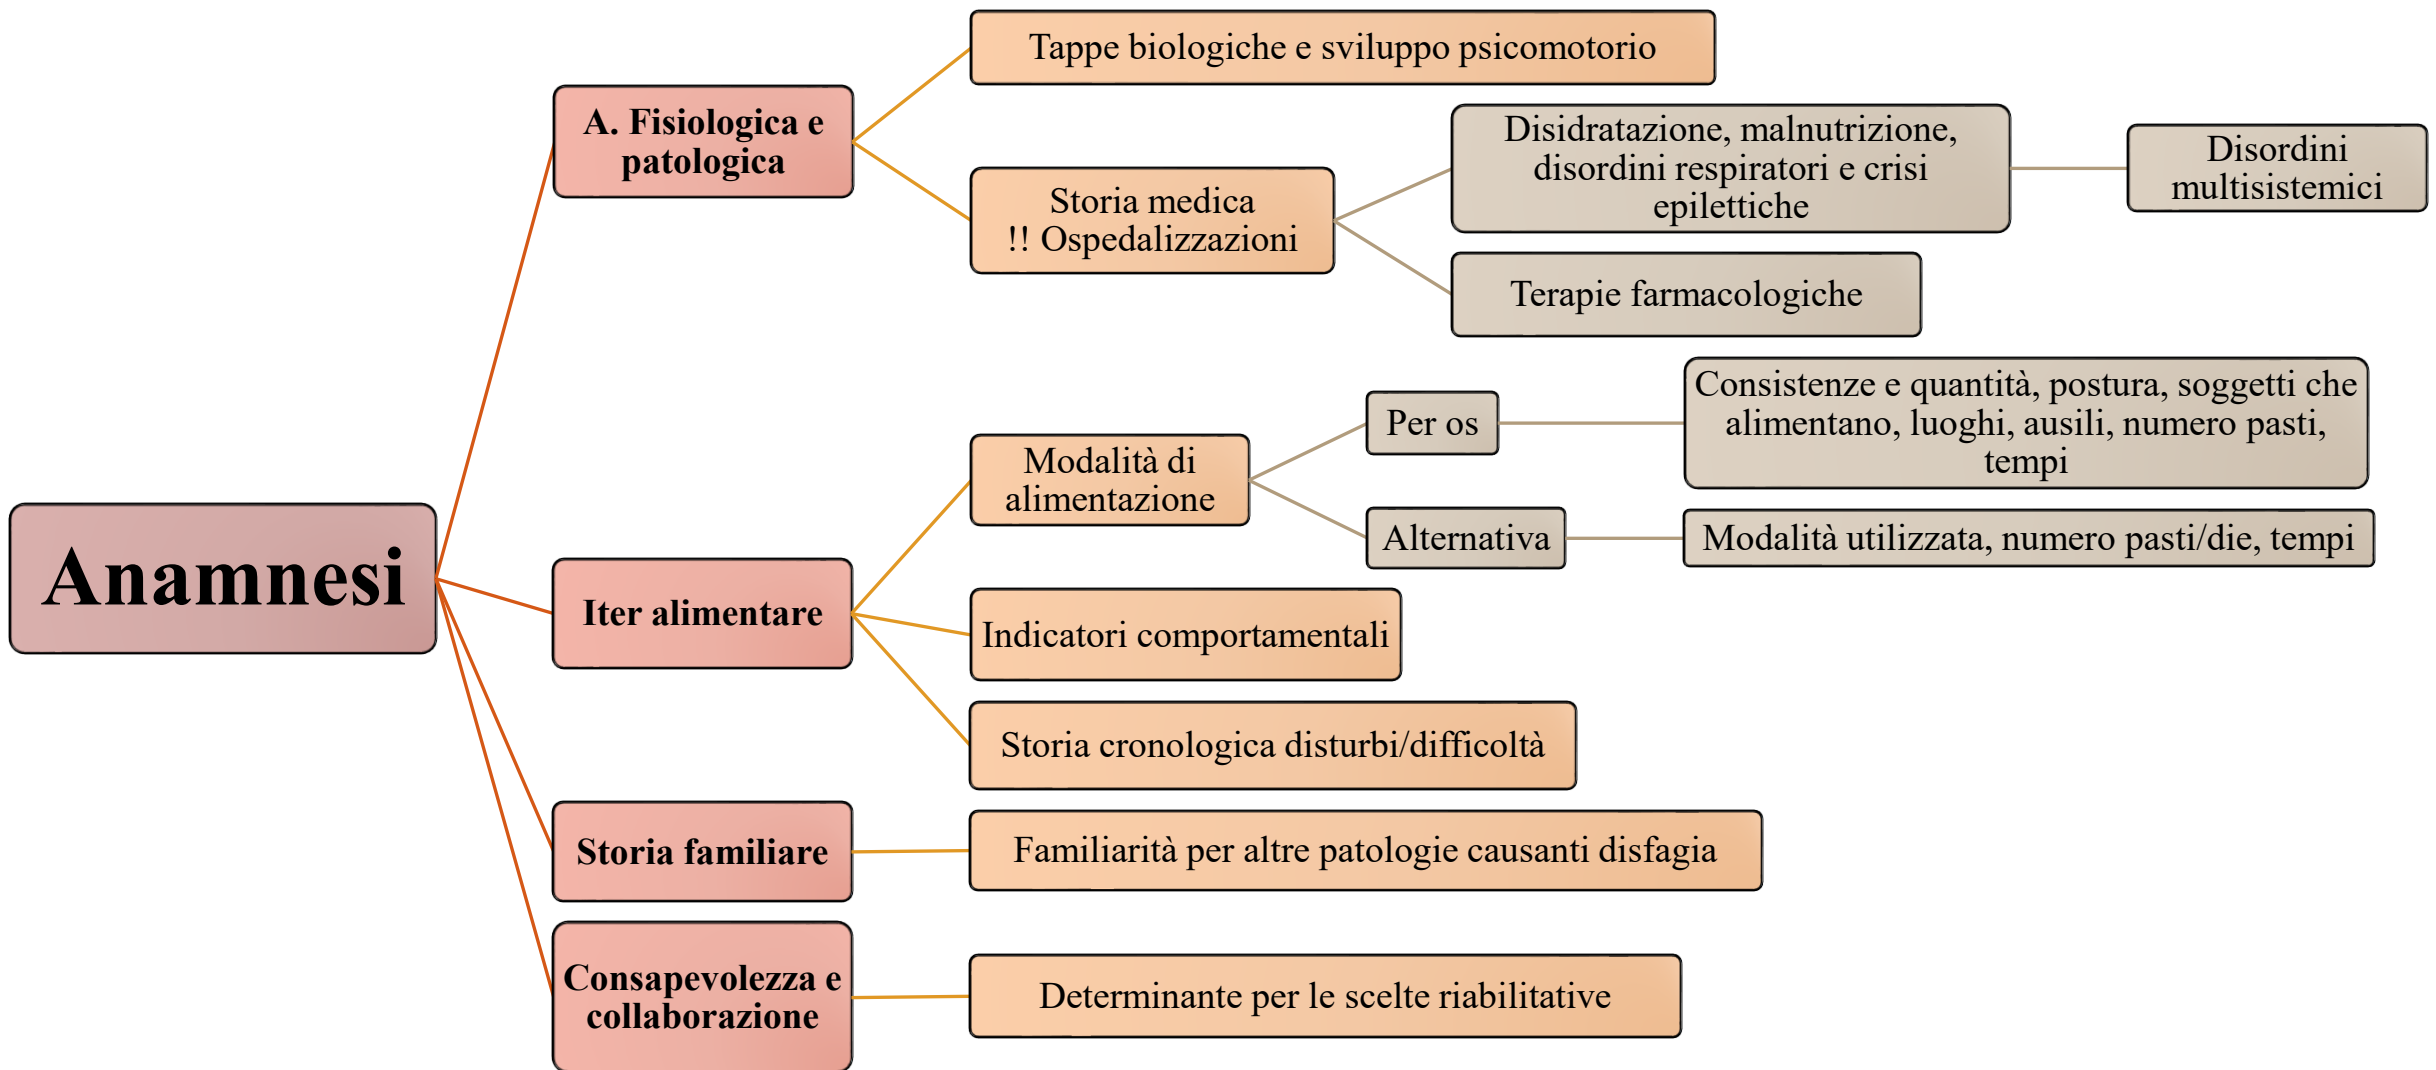 Anamnesi
A. Fisiologica e
patologica
Tappe biologiche e sviluppo psicomotorio
Storia medica
!! Ospedalizzazioni
Disidratazione, malnutrizione,
disordini respiratori e crisi
epilettiche
Disordini
multisistemici
Terapie farmacologiche
Iter alimentare
Modalità di
alimentazione
Per os
Consistenze e quantità, postura, soggetti che
alimentano, luoghi, ausili, numero pasti,
tempi
Alternativa
Modalità utilizzata, numero pasti/die, tempi
Indicatori comportamentali
Storia cronologica disturbi/difficoltà
Storia familiare
Familiarità per altre patologie causanti disfagia
Consapevolezza e
collaborazione
Determinante per le scelte riabilitative